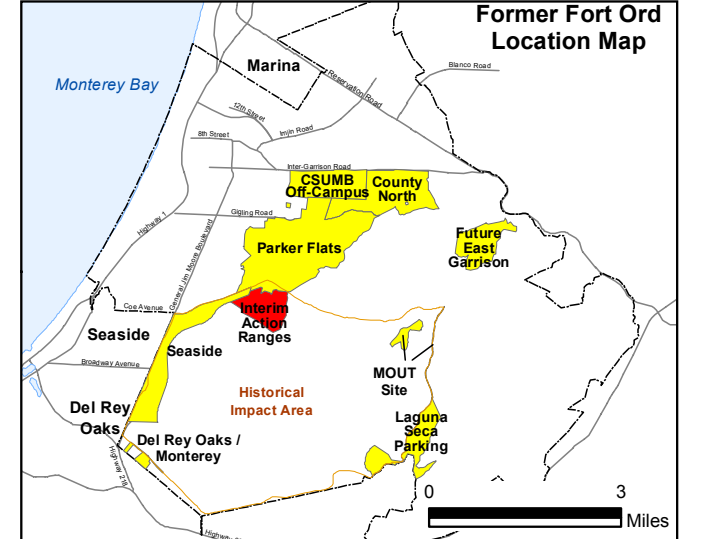 Former Fort Ord
Location Map
Marina
Monterey Bay
Blanco Road
Reservation Road
12th Street
Imjin Road
8th Street
Inter-Garrison Road
CSUMB
Off-Campus
County
North
Gigling Road
Highway 1
General Jim Moore Boulevard
Parker Flats
Future
East
Garrison
Coe Avenue
Interim
Action
Ranges
Seaside
Seaside
Broadway Avenue
MOUT
Site
Historical
Impact Area
Del Rey
Oaks
Laguna
Seca
Parking
Del Rey Oaks /
Monterey
Highway 218
0
3
Miles
Highway